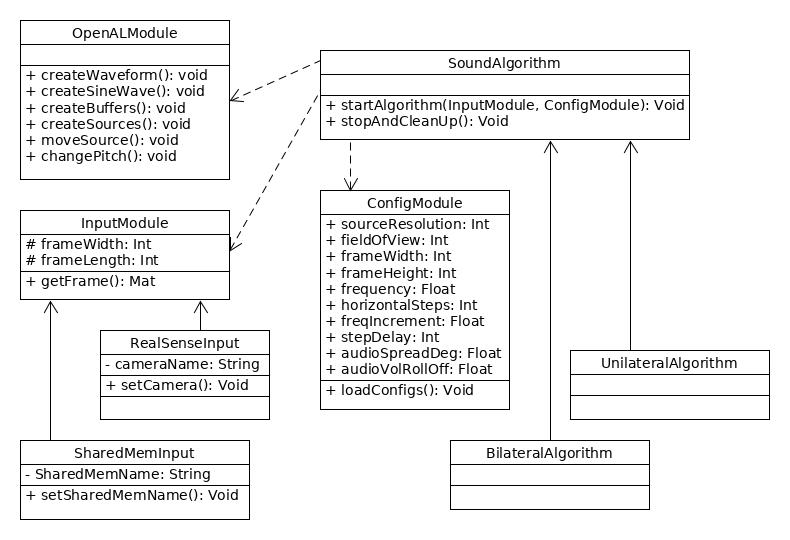 OpenALModule
+ createWaveform(): void
+ createSineWave(): void
+ createBuffers(): void
+ createSources(): void
+ moveSource(): void
+ changePitch(): void
SoundAlgorithm
+ startAlgorithm(InputModule, ConfigModule): Void
+ stopAndCleanUp(): Void
InputModule
# frameWidth: Int
# frameLength: Int
+ getFrame(): Mat
ConfigModule
+ sourceResolution: Int
+ fieldOfView: Int
+ frameWidth: Int
+ frameHeight: Int
+ frequency: Float
+ horizontalSteps: Int
+ freqIncrement: Float
+ stepDelay: Int
+ audioSpreadDeg: Float
+ audioVolRollOff: Float
+ loadConfigs(): Void
RealSenseInput
- cameraName: String
+ setCamera(): Void
UnilateralAlgorithm
SharedMemInput
- SharedMemName: String
+ setSharedMemName(): Void
BilateralAlgorithm